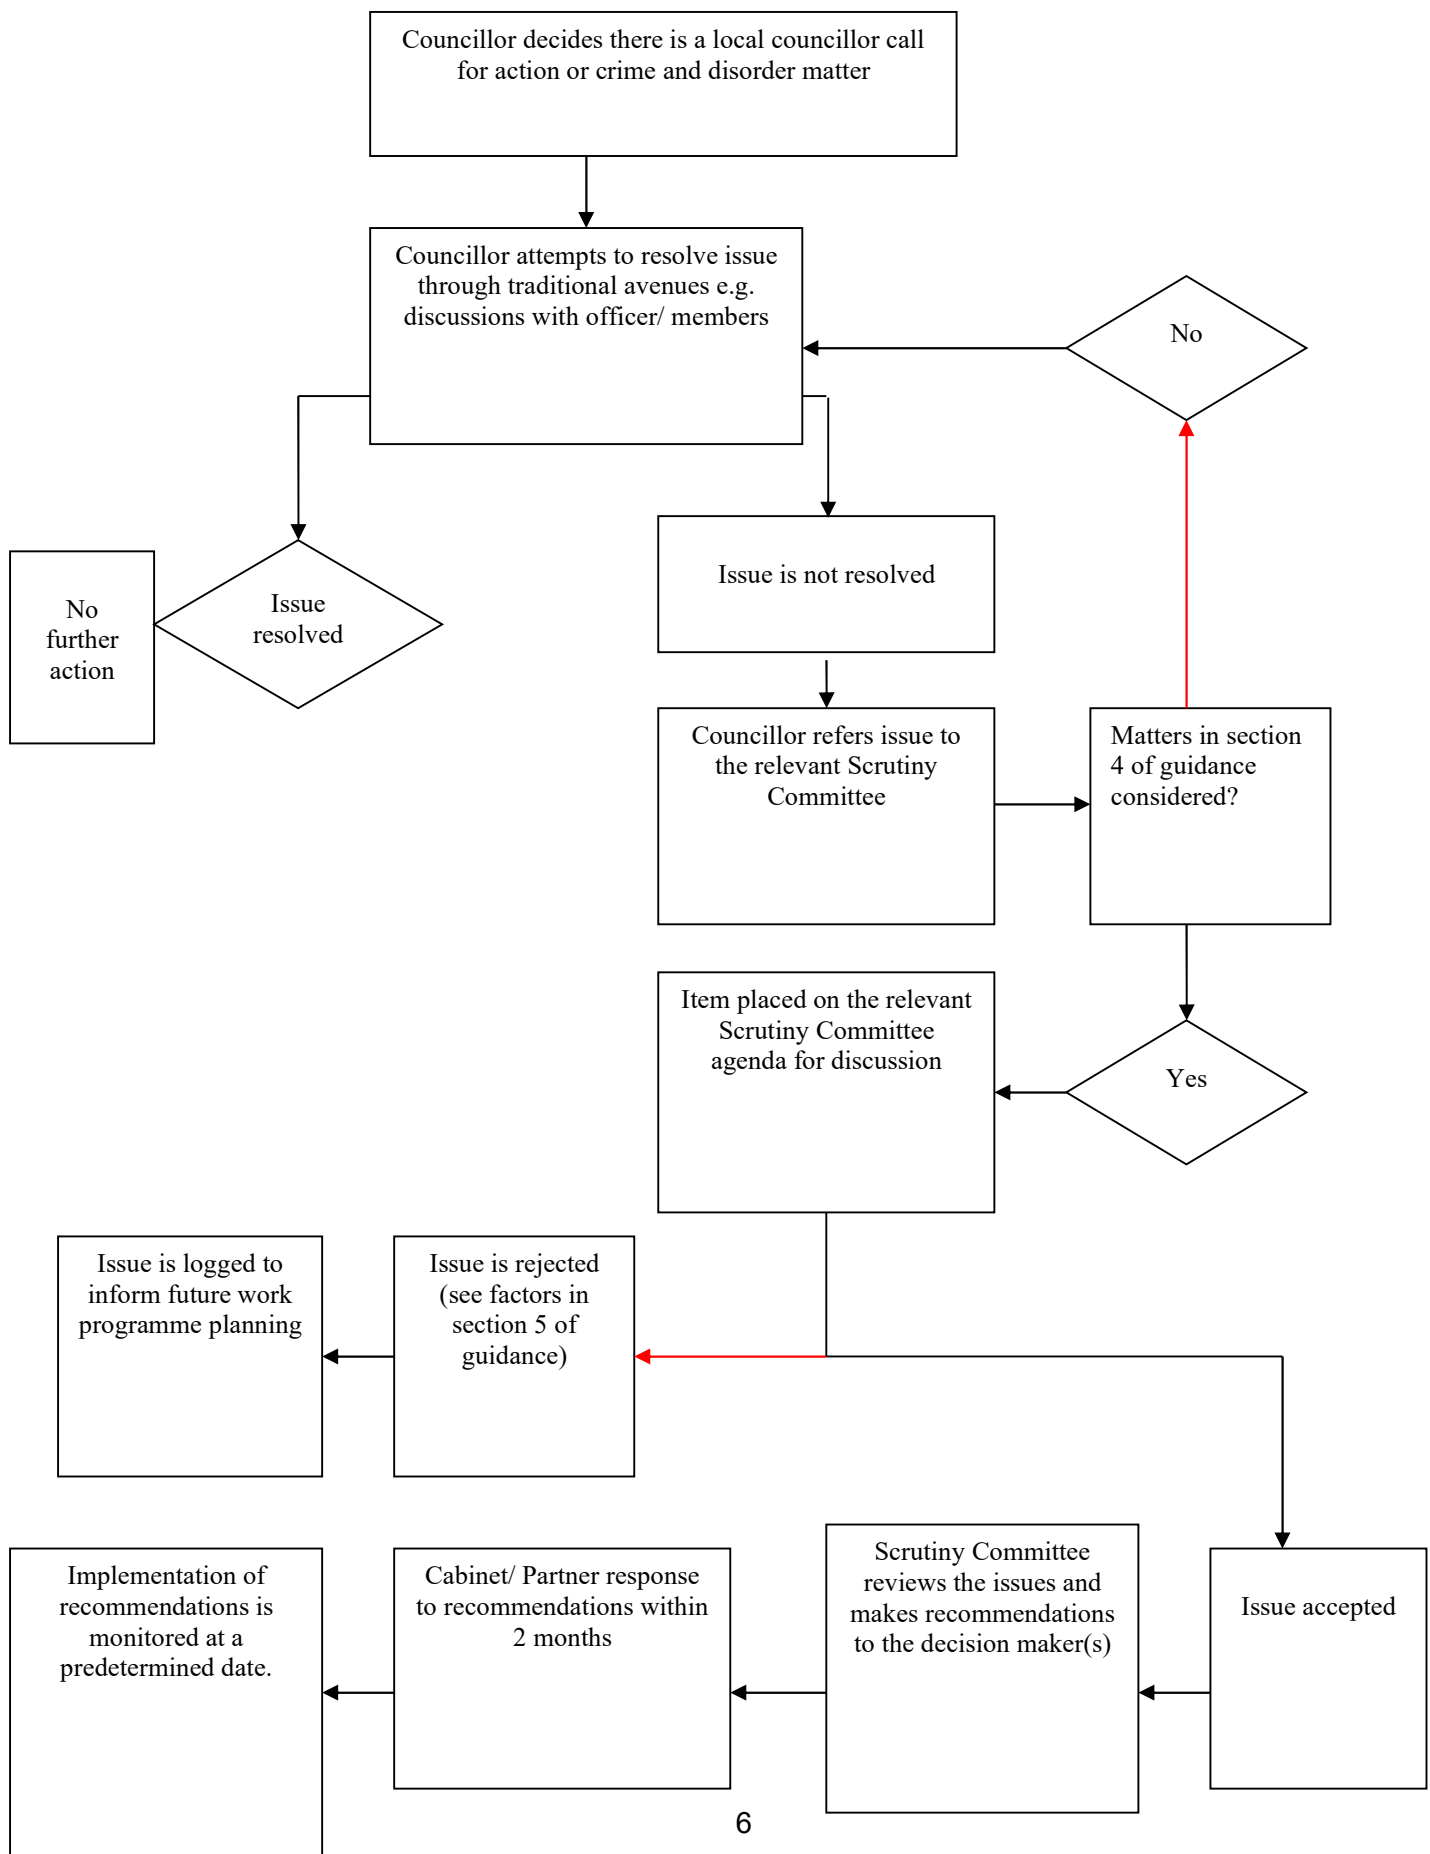 Councillor decides there is a local councillor call
for action or crime and disorder matter
Councillor attempts to resolve issue
through traditional avenues e.g.
discussions with officer/ members
No
Issue is not resolved
No
further
action
Issue
resolved
Councillor refers issue to
the relevant Scrutiny
Committee
Matters in section
4 of guidance
considered?
Item placed on the relevant
Scrutiny Committee
agenda for discussion
Yes
Issue is logged to
inform future work
programme planning
Issue is rejected
(see factors in
section 5 of
guidance)
Implementation of
recommendations is
monitored at a
predetermined date.
Cabinet/ Partner response
to recommendations within
2 months
Scrutiny Committee
reviews the issues and
makes recommendations
to the decision maker(s)
Issue accepted
6